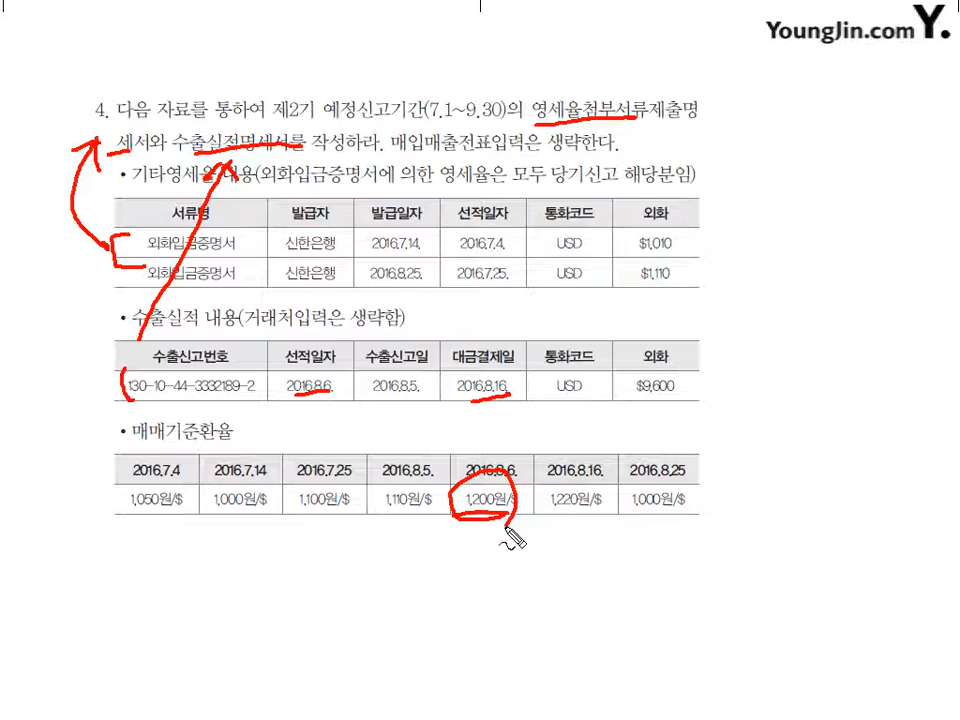 YoungJin.com Y.
4. 다음 자료를 통하여 제2기 예정신고기간(7.1~9.30)의 영세율첨부서류제출명
세서와 수출실적명세서를 작성하라. 매입매출전표입력은 생략한다.
• 기타영세율 내용(외화입금증명서에 의한 영세율은 모두 당기신고 해당분임)
서류명 발급자 발급일자 선적일자 통화코드 외화
외화입금증명서 신한은행 2016.7.14. 2016.7.4. USD $1,010
외화입금증명서 신한은행 2016.8.25. 2016.7.25. USD $1,110
• 수출실적 내용(거래처입력은 생략함)
수출신고번호 선적일자 수출신고일 대금결제일 통화코드 외화
130-10-44-3332189-2 2016.8.6. 2016.8.5. 2016.8.16. USD $9,600
• 매매기준환율
2016.7.4 2016.7.14 2016.7.25 2016.8.5. 2016.8.6. 2016.8.16. 2016.8.25
1,050원/$ 1,000원/$ 1,100원/$ 1,110원/$ 1,200원/$ 1,220원/$ 1,000원/$